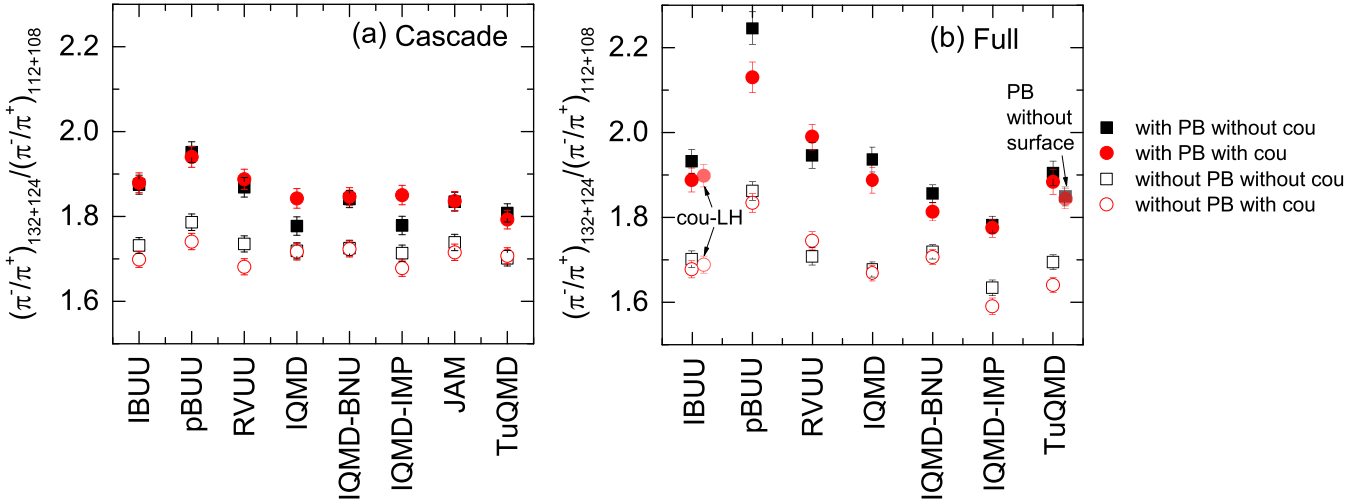 (a) Cascade
(π⁻/π⁺)₁₃₂₊₁₂₄/(π⁻/π⁺)₁₁₂₊₁₀₈
2.2
2.0
1.8
1.6
IBUU
pBUU
RVUU
IQMD
IQMD-BNU
IQMD-IMP
JAM
TuQMD
(b) Full
(π⁻/π⁺)₁₃₂₊₁₂₄/(π⁻/π⁺)₁₁₂₊₁₀₈
2.2
2.0
1.8
1.6
PB
without
surface
cou-LH
IBUU
pBUU
RVUU
IQMD
IQMD-BNU
IQMD-IMP
TuQMD
with PB without cou
with PB with cou
without PB without cou
without PB with cou